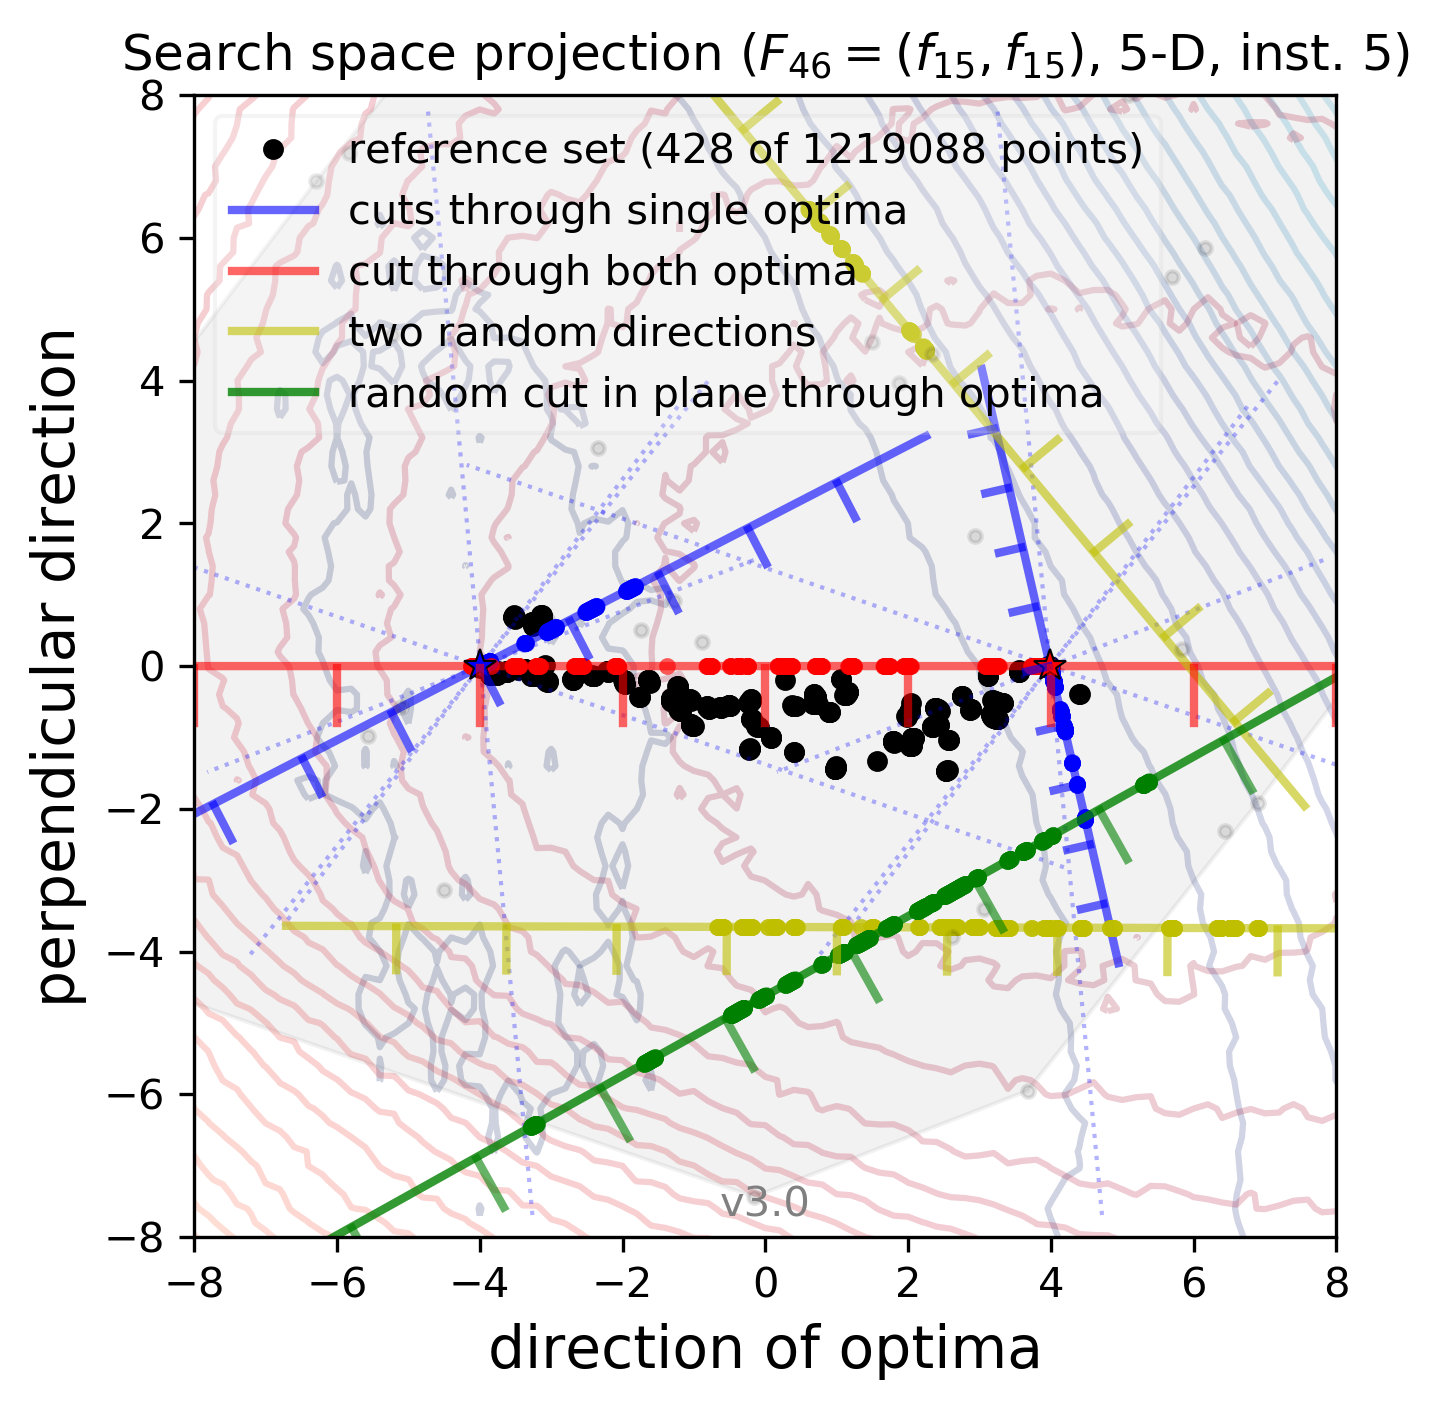 Search space projection (F46 = (f15, f15), 5-D, inst. 5)
reference set (428 of 1219088 points)
cuts through single optima
cut through both optima
two random directions
random cut in plane through optima
perpendicular direction
8
6
4
2
0
−2
−4
−6
−8
v3.0
−8 −6 −4 −2 0 2 4 6 8
direction of optima